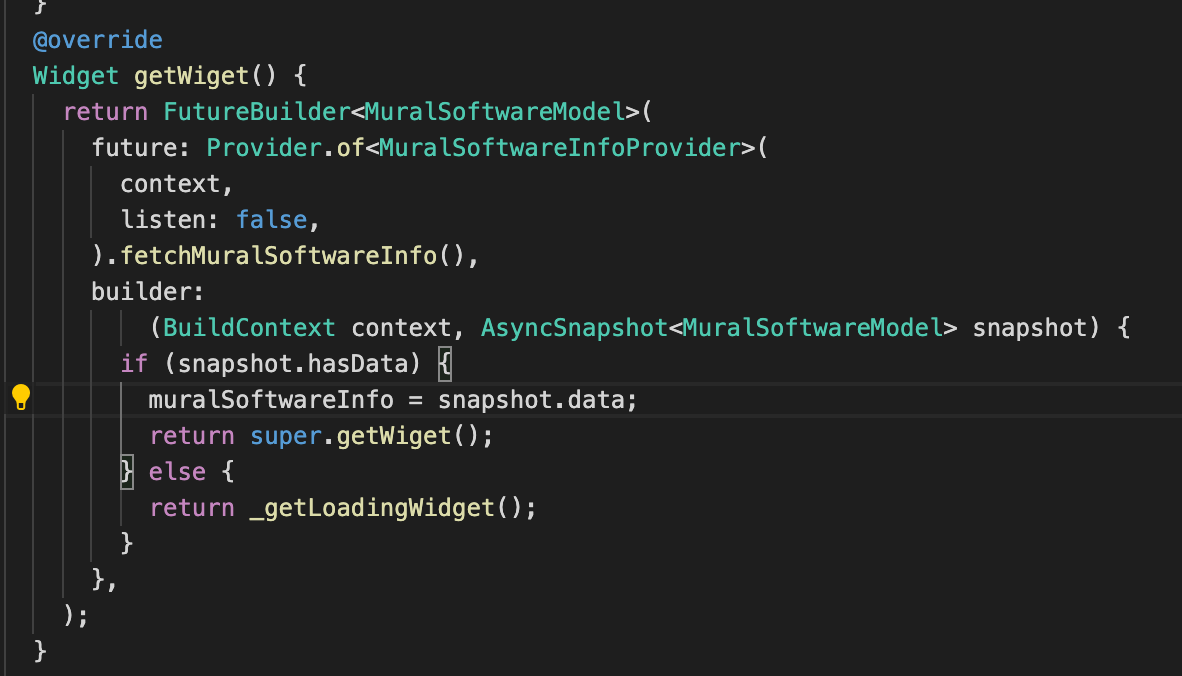 }
@override
Widget getWiget() {
return FutureBuilder<MuralSoftwareModel>(
future: Provider.of<MuralSoftwareInfoProvider>(
context,
listen: false,
).fetchMuralSoftwareInfo(),
builder:
(BuildContext context, AsyncSnapshot<MuralSoftwareModel> snapshot) {
if (snapshot.hasData) {
muralSoftwareInfo = snapshot.data;
return super.getWiget();
} else {
return _getLoadingWidget();
}
},
);
}